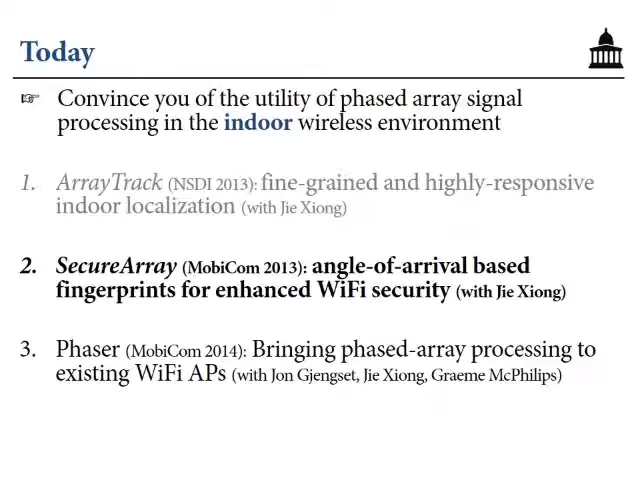 Today
☞ Convince you of the utility of phased array signal
processing in the indoor wireless environment
1. ArrayTrack (NSDI 2013): fine-grained and highly-responsive
indoor localization (with Jie Xiong)
2. SecureArray (MobiCom 2013): angle-of-arrival based
fingerprints for enhanced WiFi security (with Jie Xiong)
3. Phaser (MobiCom 2014): Bringing phased-array processing to
existing WiFi APs (with Jon Gjengset, Jie Xiong, Graeme McPhilips)